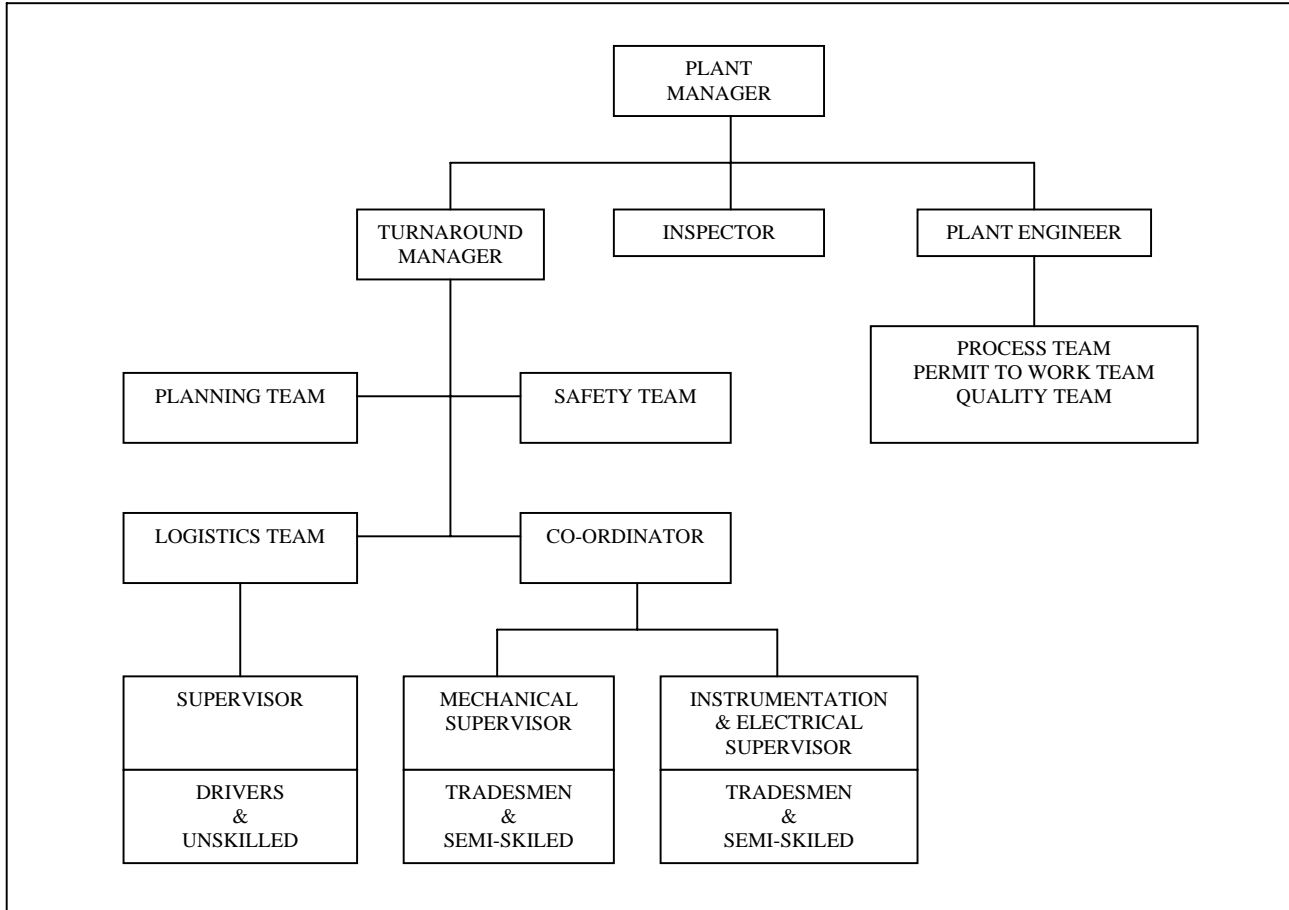 PLANT
MANAGER
TURNAROUND
MANAGER
INSPECTOR
PLANT ENGINEER
PROCESS TEAM
PERMIT TO WORK TEAM
QUALITY TEAM
PLANNING TEAM
SAFETY TEAM
LOGISTICS TEAM
CO-ORDINATOR
SUPERVISOR
DRIVERS
&
UNSKILLED
MECHANICAL
SUPERVISOR
TRADESMEN
&
SEMI-SKILED
INSTRUMENTATION
& ELECTRICAL
SUPERVISOR
TRADESMEN
&
SEMI-SKILED